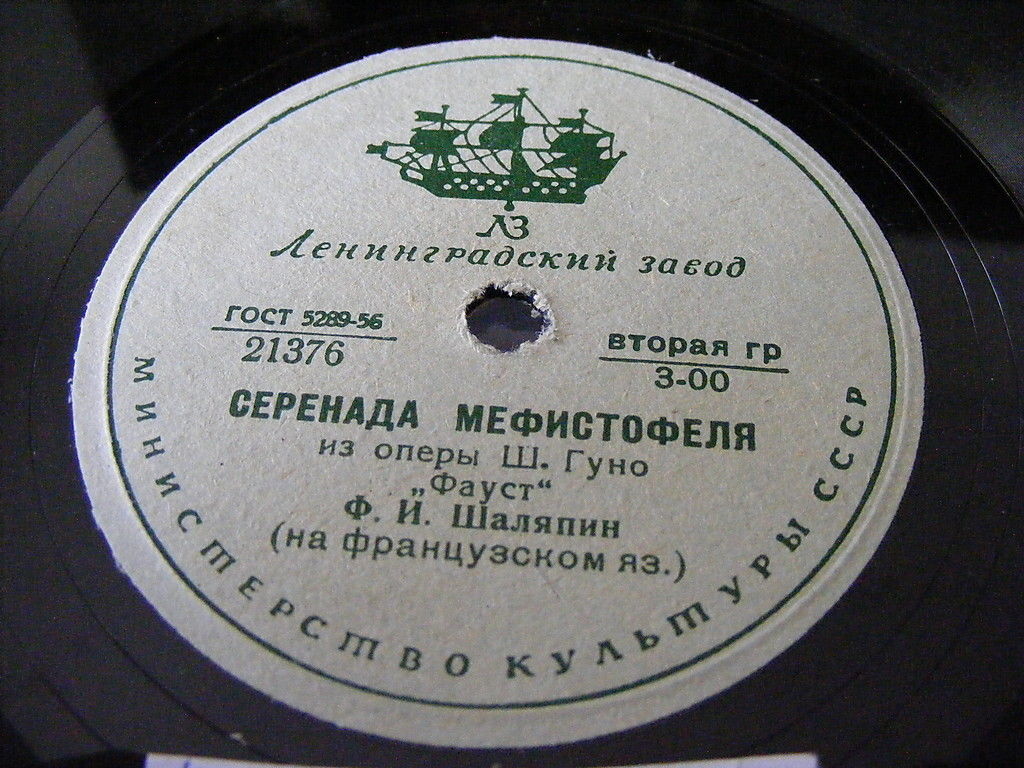 ЛЗ
Ленинградский завод
ГОСТ 5289-56
21376
вторая гр
3-00
СЕРЕНАДА МЕФИСТОФЕЛЯ
из оперы Ш. Гуно
„Фауст“
Ф. И. Шаляпин
(на французском яз.)
МИНИСТЕРСТВО КУЛЬТУРЫ СССР